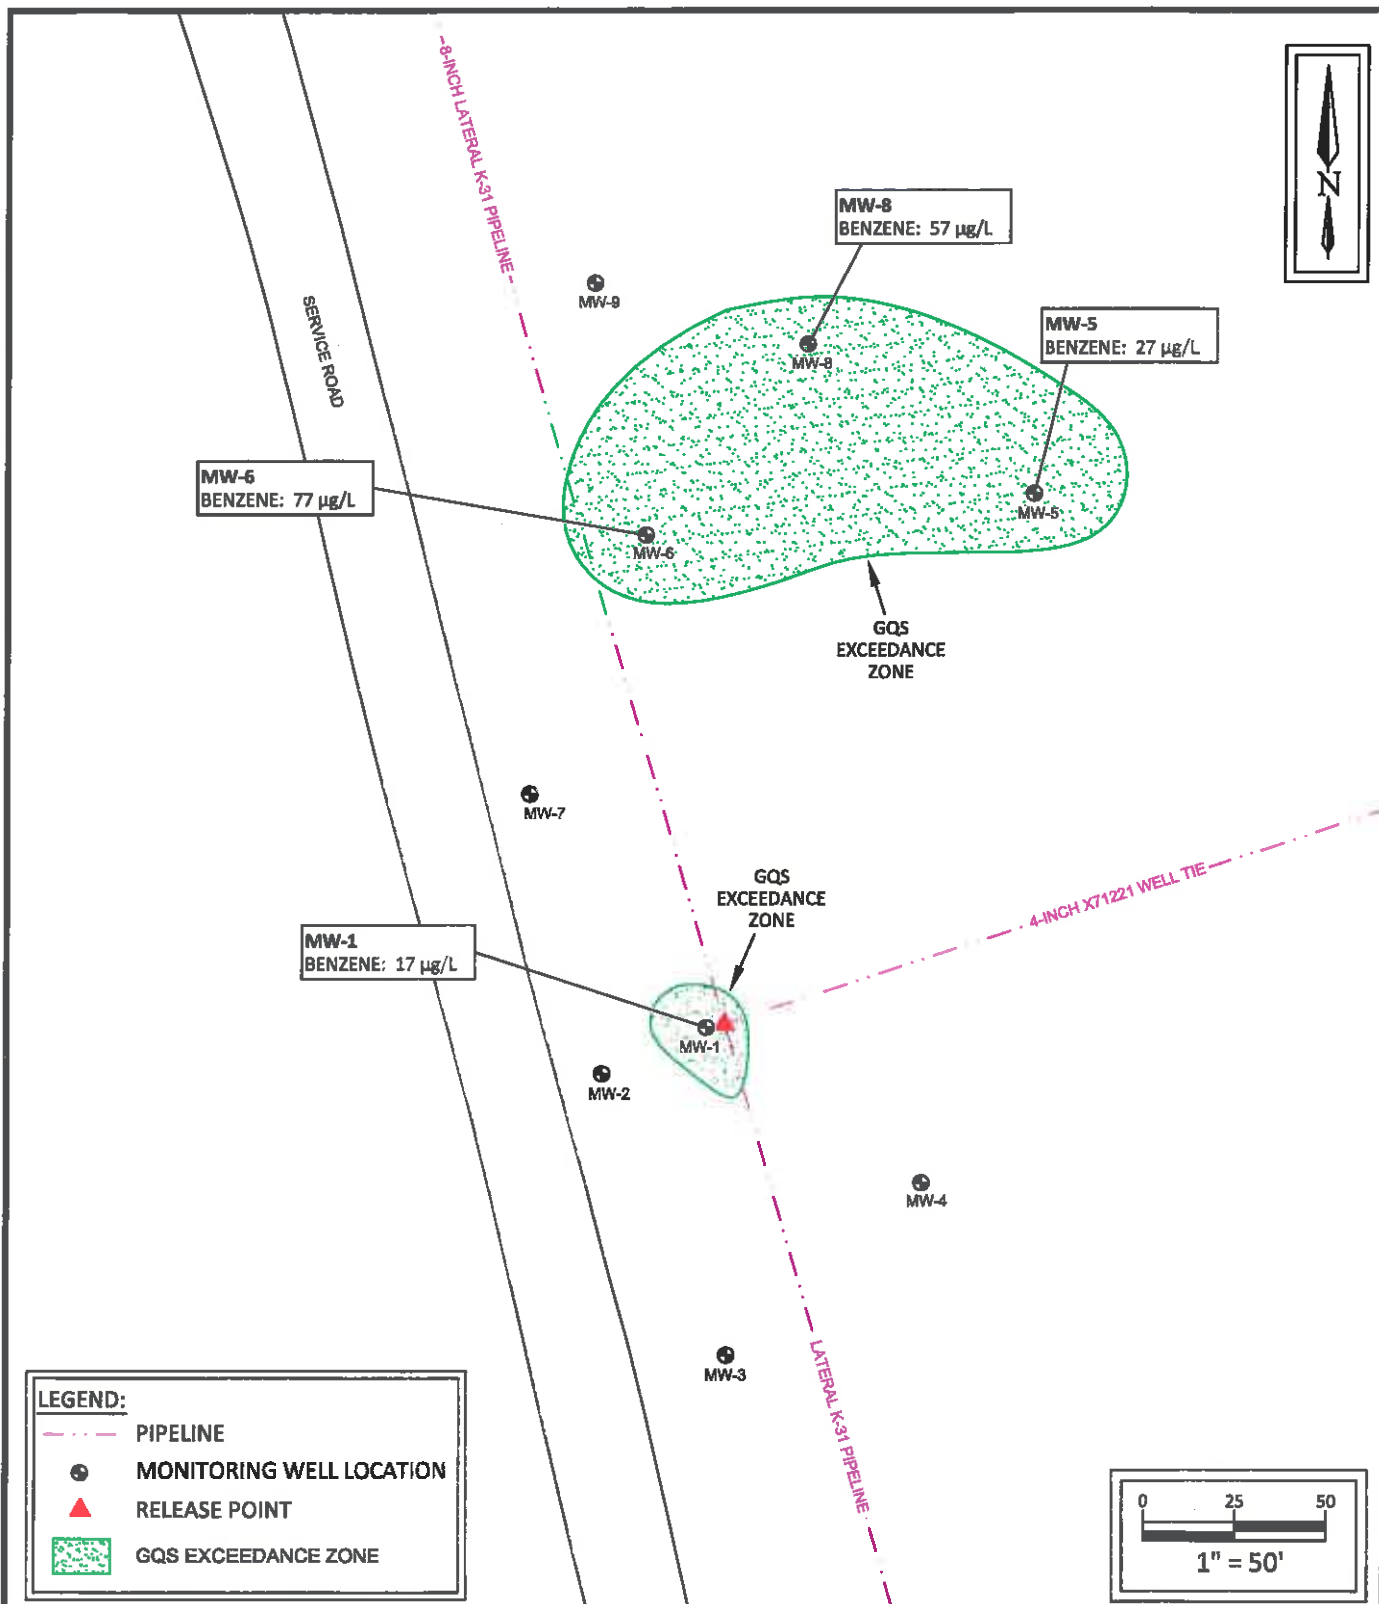 -8-INCH LATERAL K-31 PIPELINE-
N
MW-8
BENZENE: 57 µg/L
MW-9
SERVICE ROAD
MW-5
BENZENE: 27 µg/L
MW-8
MW-6
BENZENE: 77 µg/L
MW-5
MW-6
GQS
EXCEEDANCE
ZONE
MW-7
GQS
EXCEEDANCE
ZONE
4-INCH X71221 WELL TIE
MW-1
BENZENE: 17 µg/L
MW-1
MW-2
MW-4
MW-3
LATERAL K-31 PIPELINE
LEGEND:
PIPELINE
MONITORING WELL LOCATION
RELEASE POINT
GQS EXCEEDANCE ZONE
0 25 50
1" = 50'